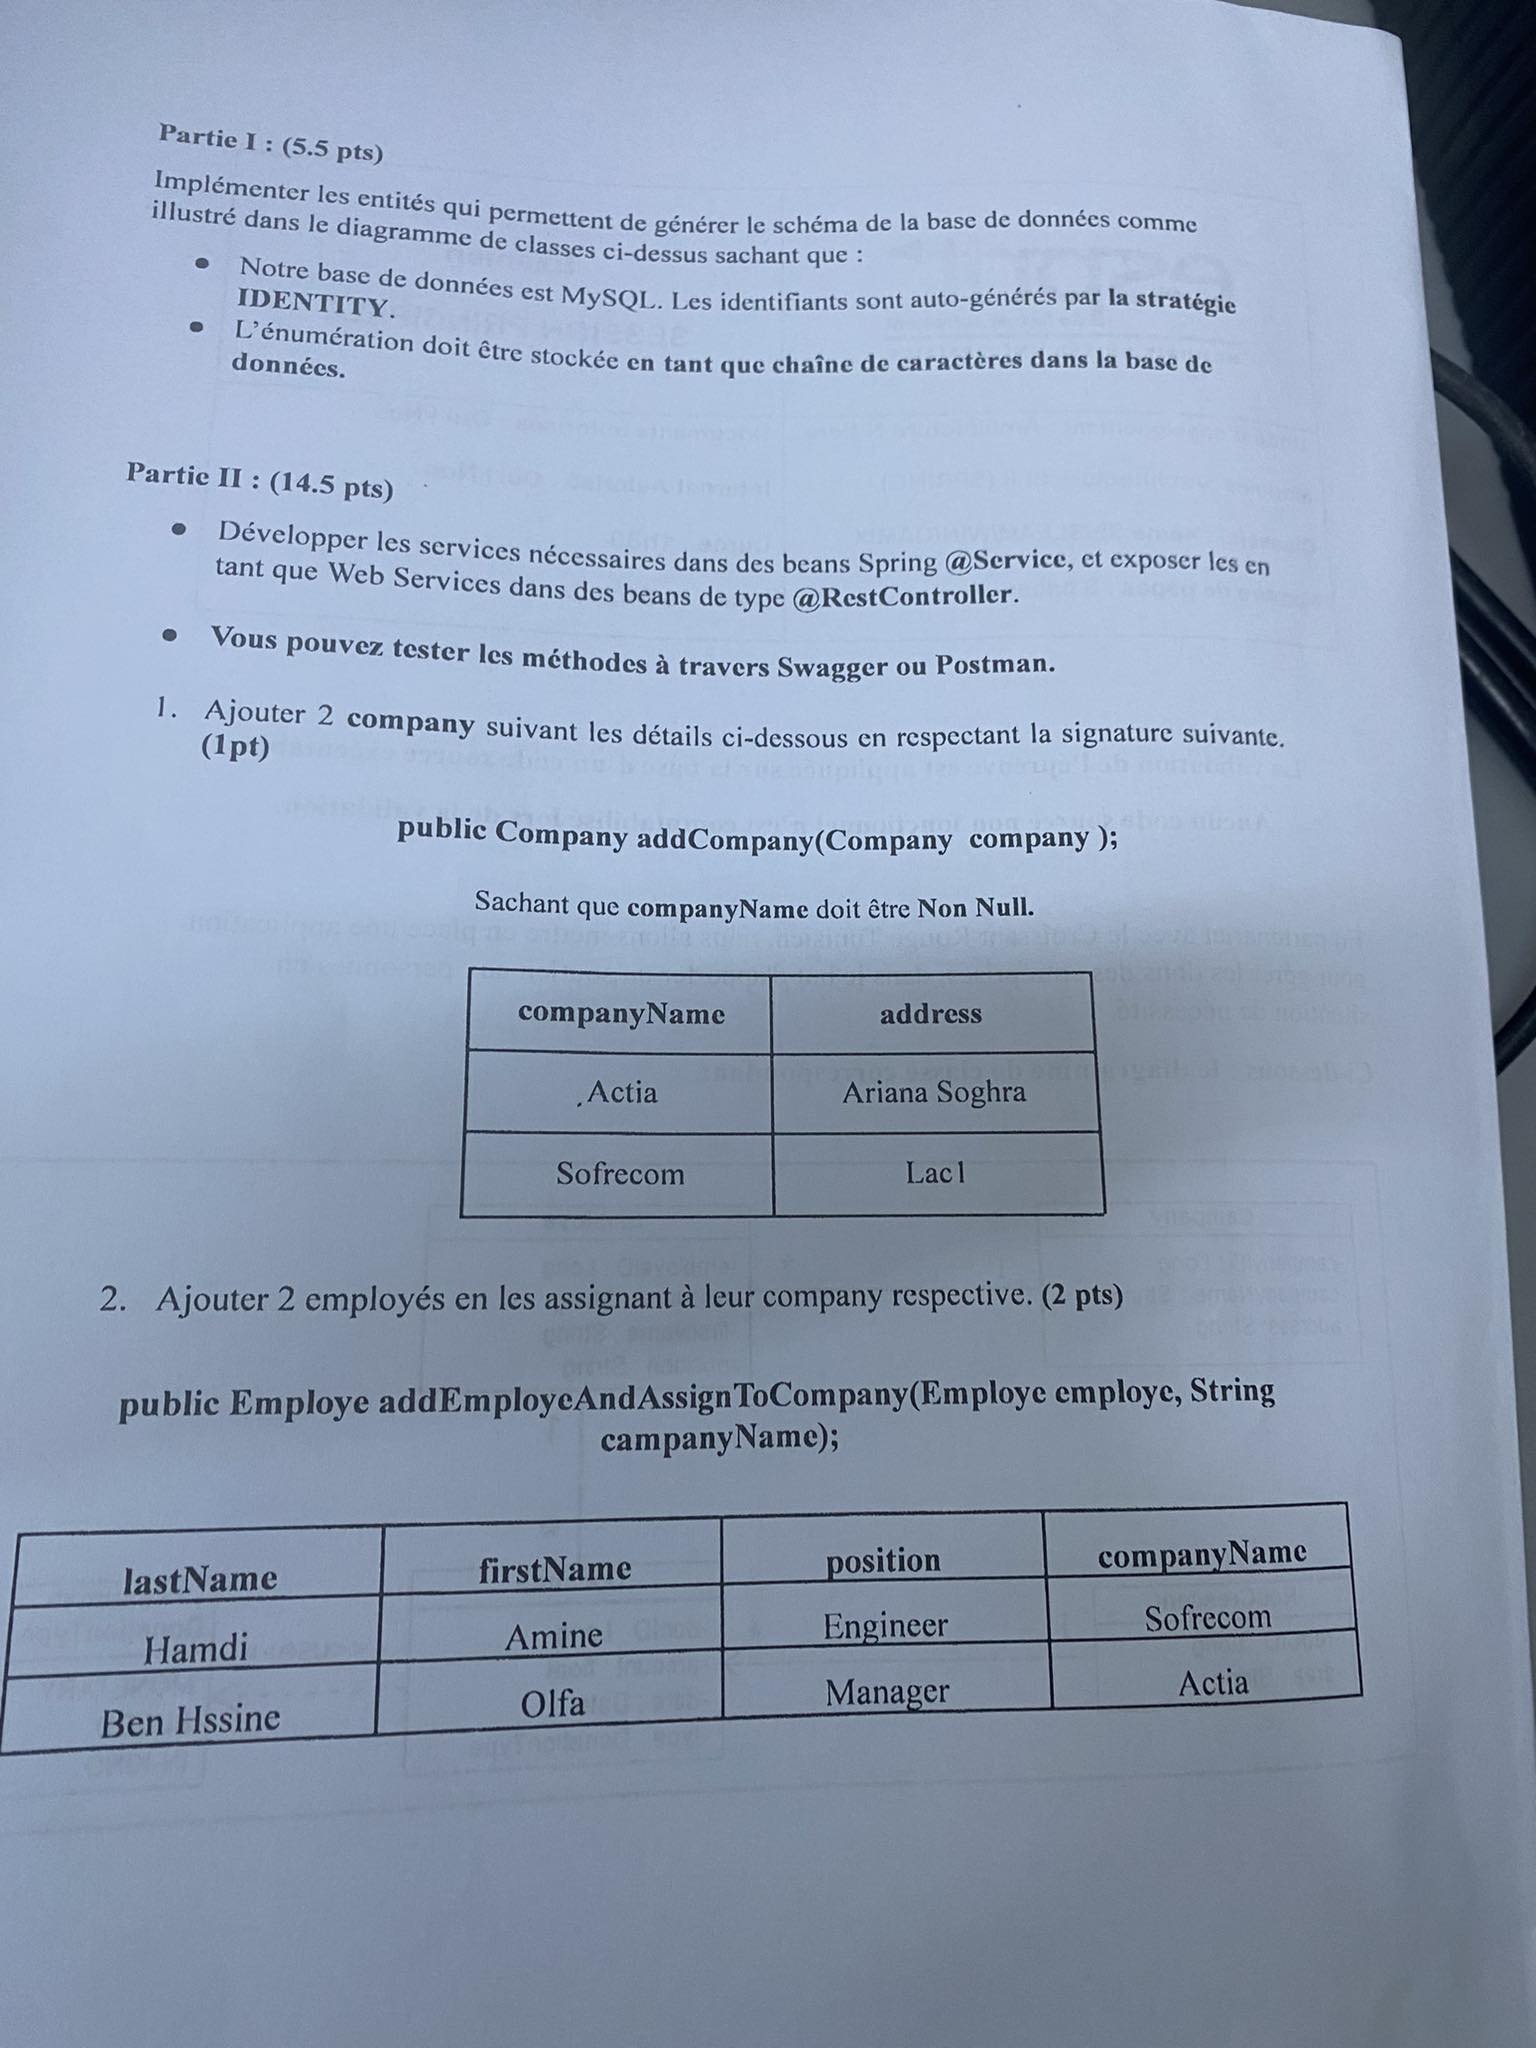 Partie I : (5.5 pts)
Implémenter les entités qui permettent de générer le schéma de la base de données comme
illustré dans le diagramme de classes ci-dessus sachant que :
• Notre base de données est MySQL. Les identifiants sont auto-générés par la stratégie
IDENTITY.
• L'énumération doit être stockée en tant que chaîne de caractères dans la base de
données.
Partie II : (14.5 pts)
• Développer les services nécessaires dans des beans Spring @Service, et exposer les en
tant que Web Services dans des beans de type @RestController.
• Vous pouvez tester les méthodes à travers Swagger ou Postman.
1. Ajouter 2 company suivant les détails ci-dessous en respectant la signature suivante.
(1pt)
public Company addCompany(Company company );
Sachant que companyName doit être Non Null.
companyName address
Actia Ariana Soghra
Sofrecom Lac1
2. Ajouter 2 employés en les assignant à leur company respective. (2 pts)
public Employe addEmployeAndAssignToCompany(Employe employe, String
campanyName);
lastName firstName position companyName
Hamdi Amine Engineer Sofrecom
Ben Hssine Olfa Manager Actia